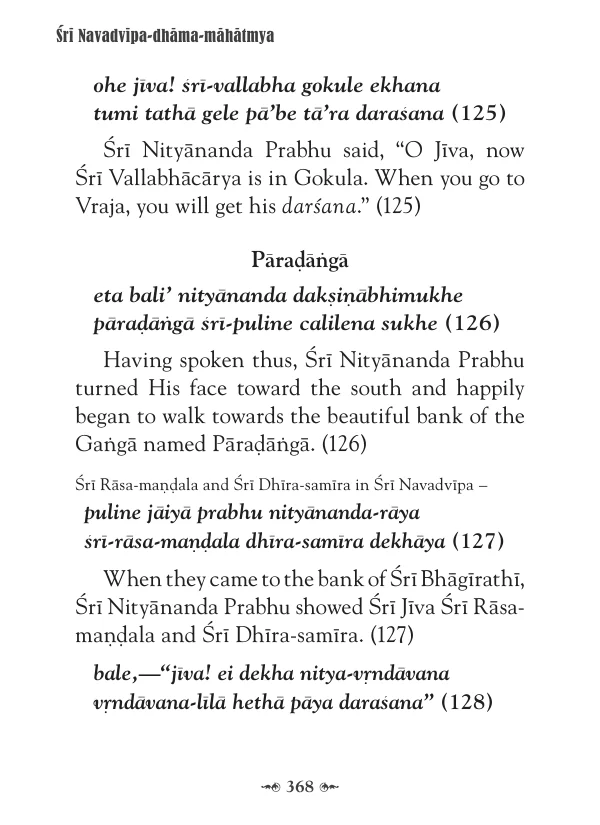 Śrī Navadvīpa-dhāma-māhātmya
ohe jīva! śrī-vallabha gokule ekhana
tumi tathā gele pā’be tā’ra daraśana (125)
Śrī Nityānanda Prabhu said, “O Jīva, now
Śrī Vallabhācārya is in Gokula. When you go to
Vraja, you will get his darśana.” (125)
Pāraḍāṅgā
eta bali’ nityānanda dakṣiṇābhimukhe
pāraḍāṅgā śrī-puline calilena sukhe (126)
Having spoken thus, Śrī Nityānanda Prabhu
turned His face toward the south and happily
began to walk towards the beautiful bank of the
Gaṅgā named Pāraḍāṅgā. (126)
Śrī Rāsa-maṇḍala and Śrī Dhīra-samīra in Śrī Navadvīpa –
puline jāiyā prabhu nityānanda-rāya
śrī-rāsa-maṇḍala dhīra-samīra dekhāya (127)
When they came to the bank of Śrī Bhāgīrathī,
Śrī Nityānanda Prabhu showed Śrī Jīva Śrī Rāsa-
maṇḍala and Śrī Dhīra-samīra. (127)
bale,—“jīva! ei dekha nitya-vṛndāvana
vṛndāvana-līlā hethā pāya daraśana” (128)
368